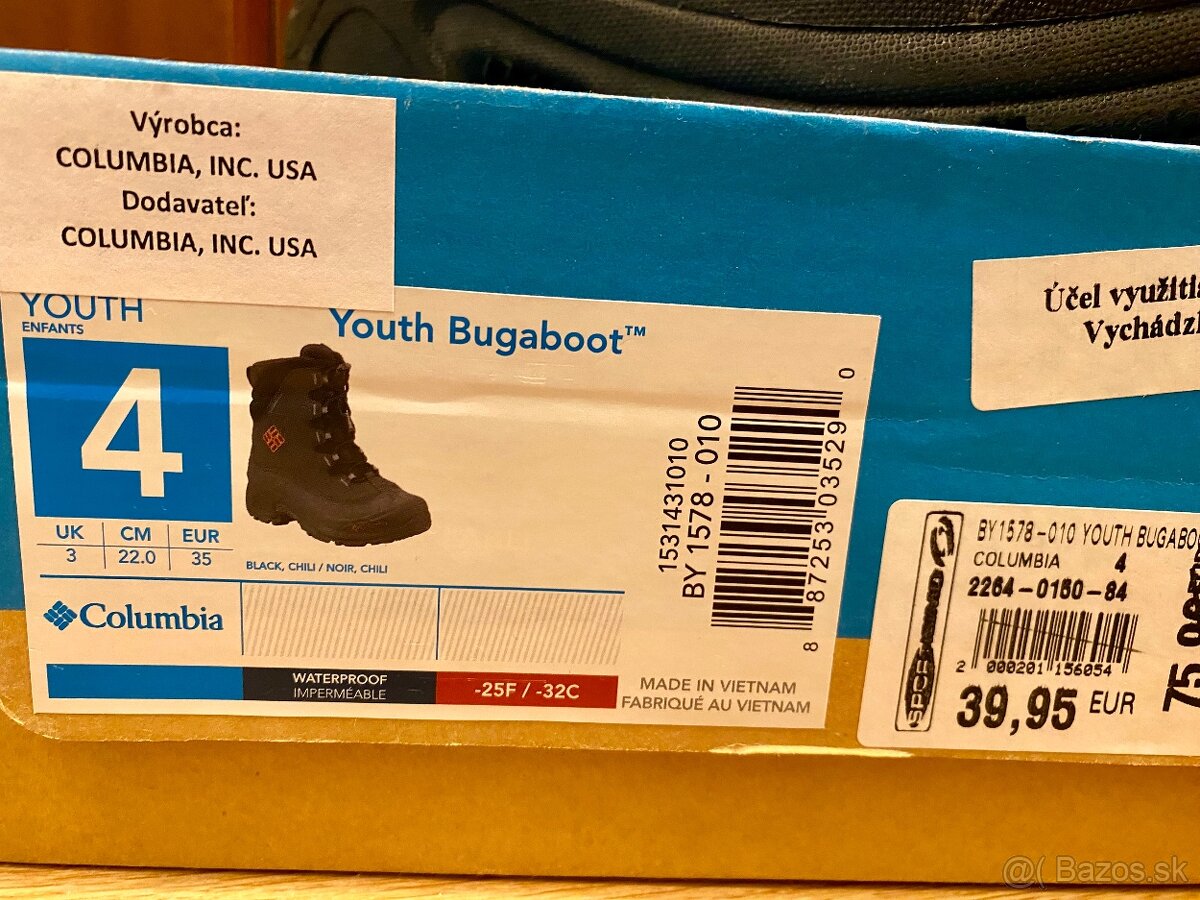 Výrobca:
COLUMBIA, INC. USA
Dodavateľ:
COLUMBIA, INC. USA
YOUTH
ENFANTS
4
UK CM EUR
3 22.0 35
Youth Bugaboot™
BLACK, CHILI / NOIR, CHILI
1531431010
BY 1578-010
8 87253 03529 0
Columbia
WATERPROOF
IMPERMÉABLE
-25F / -32C
MADE IN VIETNAM
FABRIQUÉ AU VIETNAM
Účel
BY1578-010 YOUTH
COLUMBIA 4
2264-0150-84
2 000201 156054
39,95 EUR
@( Bazos.sk